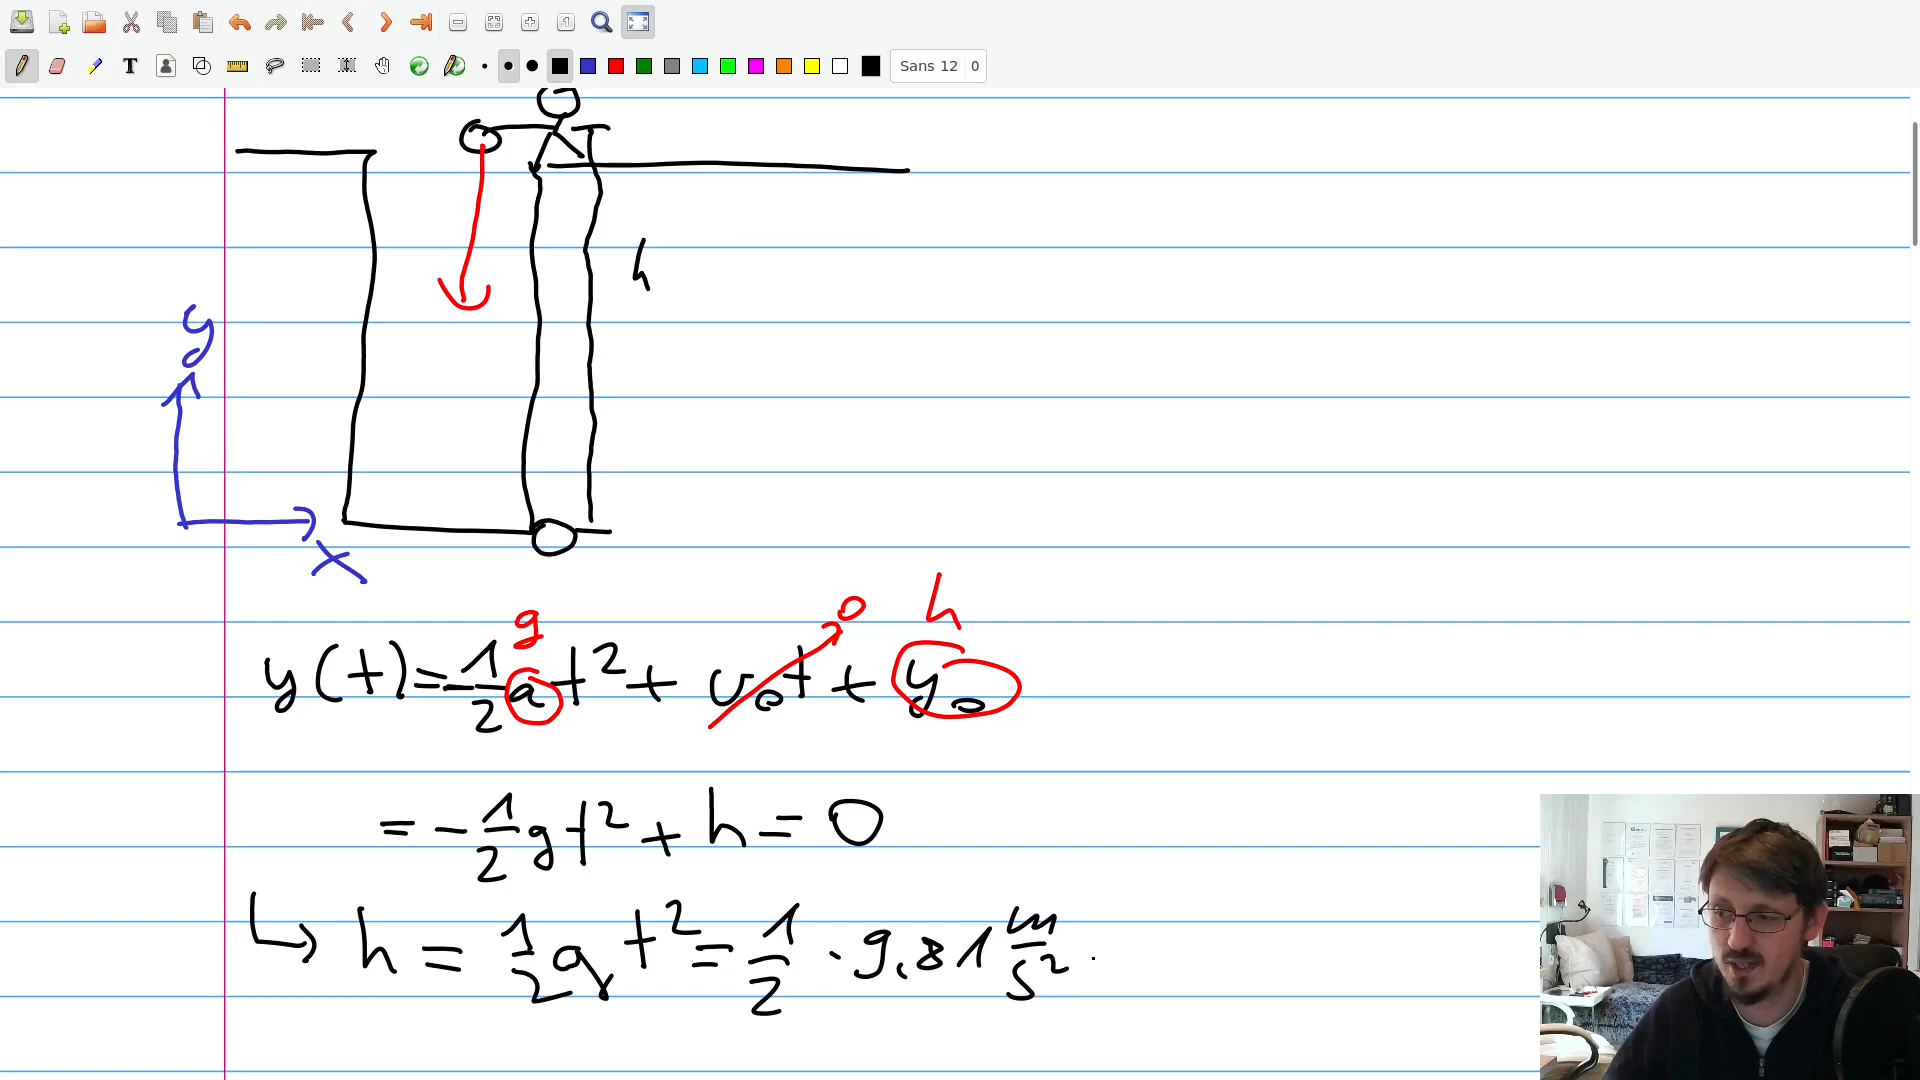 Sans 12 0
h
y
x
g 0 h
y(t)=-1/2 a t² + v₀t + y₀
= -1/2 g t² + h = 0
↳ h = 1/2 g t² = 1/2 · 9.81 m/s² ·